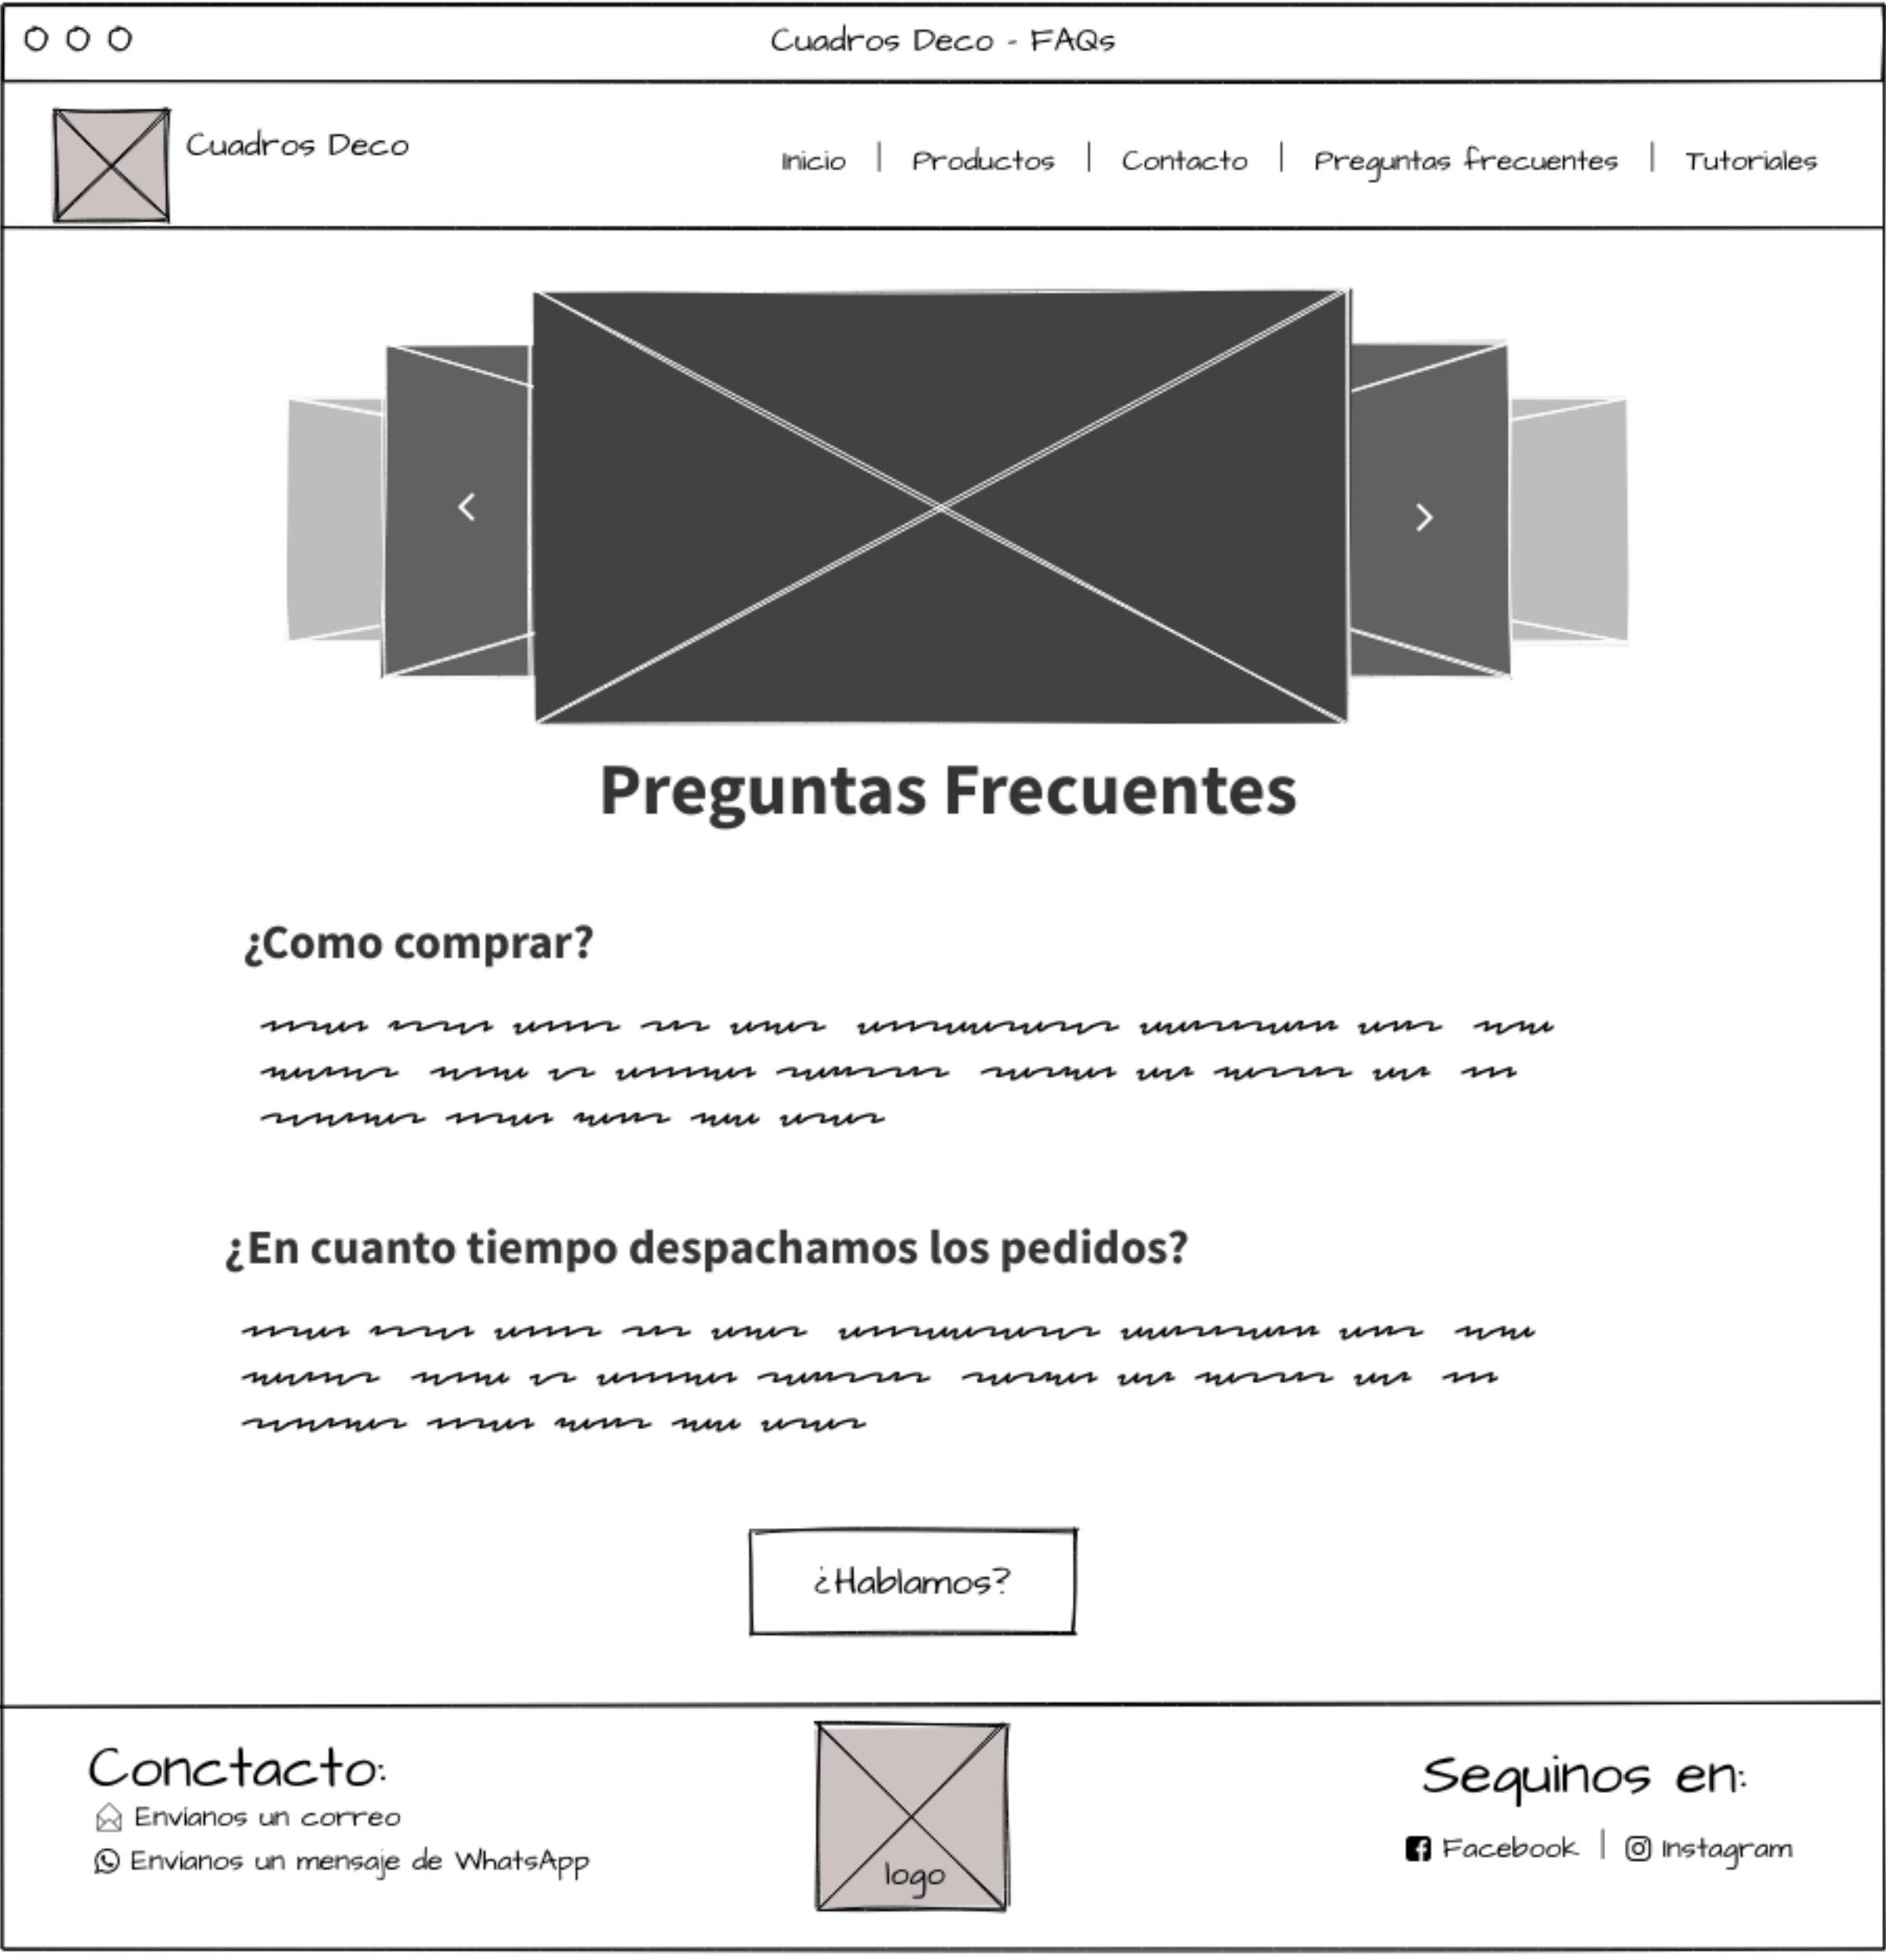 Cuadros Deco - FAQs
Cuadros Deco
Inicio | Productos | Contacto | Preguntas frecuentes | Tutoriales
Preguntas Frecuentes
¿Como comprar?
¿En cuanto tiempo despachamos los pedidos?
¿Hablamos?
Conctacto:
Envianos un correo
Envianos un mensaje de WhatsApp
logo
Sequinos en:
Facebook | Instagram